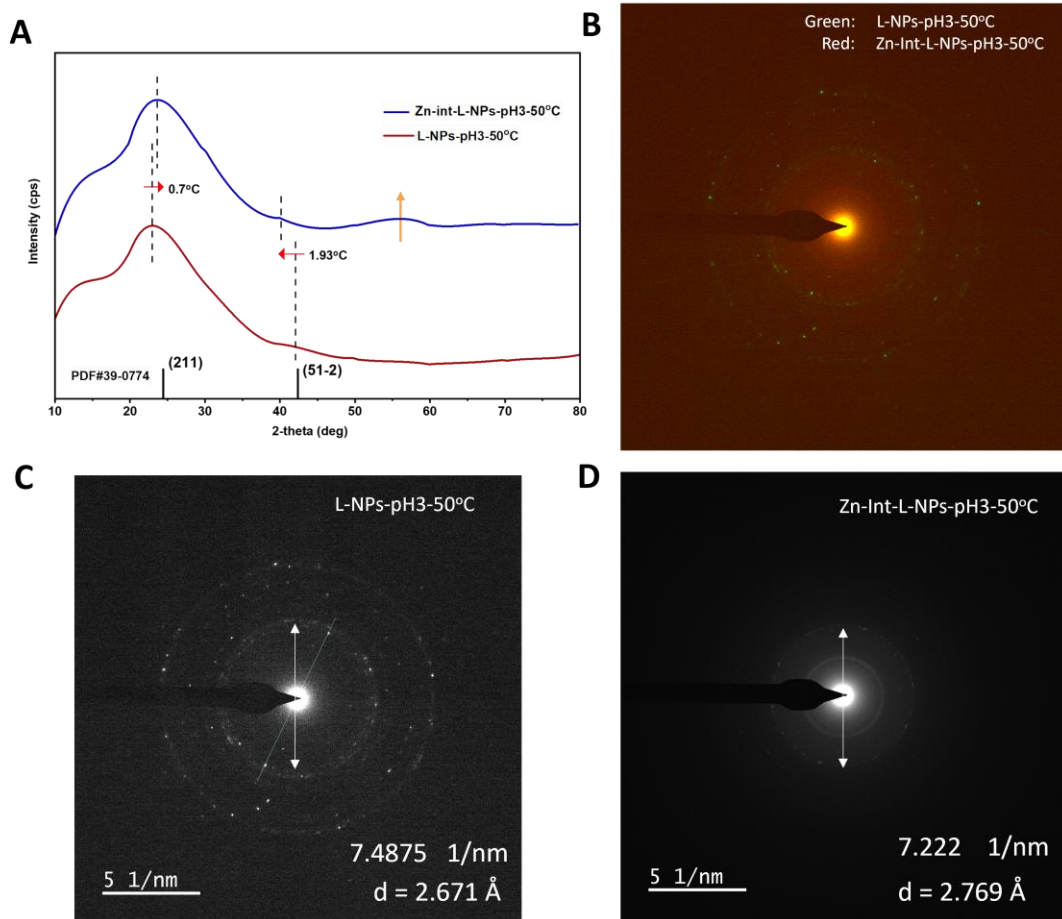 A
Intensity (cps)
Zn-int-L-NPs-pH3-50°C
L-NPs-pH3-50°C
0.7°C
1.93°C
PDF#39-0774
(211)
(51-2)
10 20 30 40 50 60 70 80
2-theta (deg)
B
Green: L-NPs-pH3-50°C
Red: Zn-Int-L-NPs-pH3-50°C
C
L-NPs-pH3-50°C
7.4875 1/nm
5 1/nm
d = 2.671 Å
D
Zn-Int-L-NPs-pH3-50°C
7.222 1/nm
5 1/nm
d = 2.769 Å